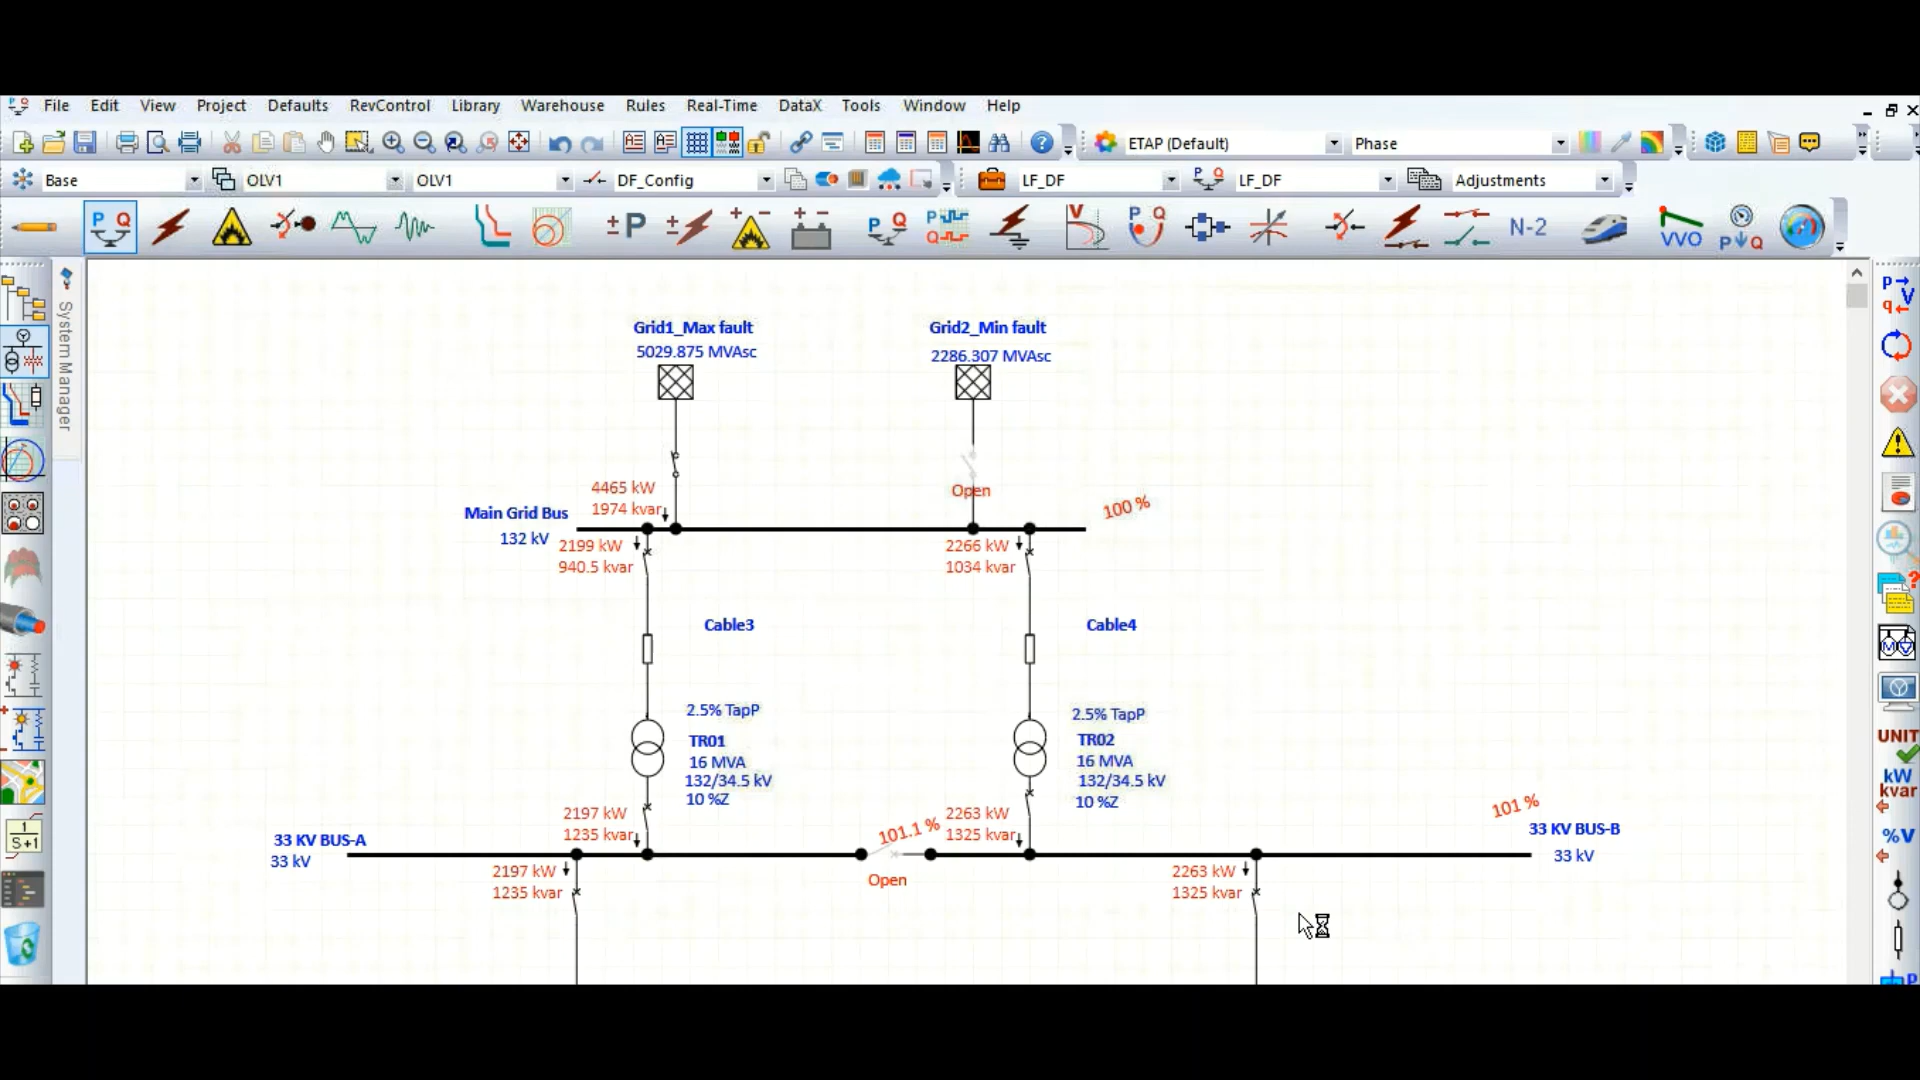 File Edit View Project Defaults RevControl Library Warehouse Rules Real-Time DataX Tools Window Help
ETAP (Default) Phase
Base OLV1 OLV1 DF_Config LF_DF LF_DF Adjustments
P Q ± P P Q P Q V P Q N-2 VVO P Q
System Manager
Grid1_Max fault
5029.875 MVAsc
Grid2_Min fault
2286.307 MVAsc
Open
4465 kW
1974 kvar
Main Grid Bus
132 kV
100 %
2199 kW
940.5 kvar
2266 kW
1034 kvar
Cable3
Cable4
2.5% TapP
TR01
16 MVA
132/34.5 kV
10 %Z
2.5% TapP
TR02
16 MVA
132/34.5 kV
10 %Z
2197 kW
1235 kvar
101.1 %
2263 kW
1325 kvar
101 %
33 KV BUS-A
33 kV
33 KV BUS-B
33 kV
Open
2197 kW
1235 kvar
2263 kW
1325 kvar
1
S+1
P V
q
UNIT
kW
kvar
%V
P